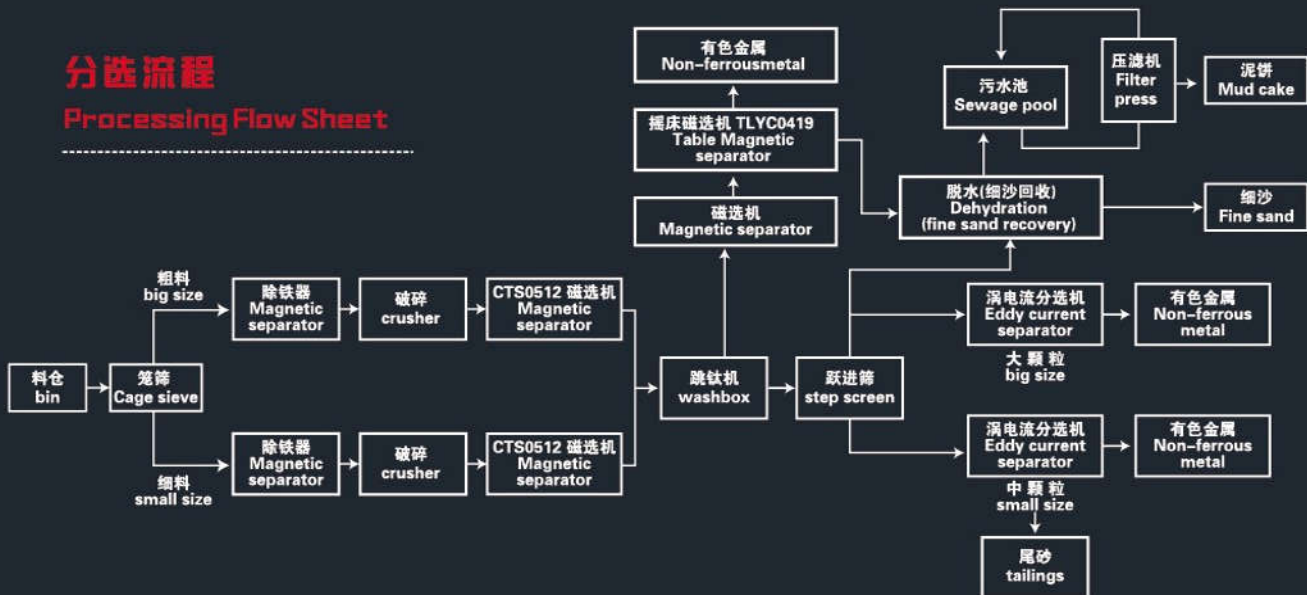 分选流程
Processing Flow Sheet
有色金属
Non-ferrousmetal
摇床磁选机 TLYC0419
Table Magnetic
separator
磁选机
Magnetic separator
污水池
Sewage pool
压滤机
Filter
press
泥饼
Mud cake
脱水(细沙回收)
Dehydration
(fine sand recovery)
细沙
Fine sand
粗料
big size
除铁器
Magnetic
separator
破碎
crusher
CTS0512 磁选机
Magnetic
separator
料仓
bin
笼筛
Cage sieve
细料
small size
除铁器
Magnetic
separator
破碎
crusher
CTS0512 磁选机
Magnetic
separator
跳钛机
washbox
跃进筛
step screen
涡电流分选机
Eddy current
separator
大颗粒
big size
有色金属
Non-ferrous
metal
涡电流分选机
Eddy current
separator
中颗粒
small size
有色金属
Non-ferrous
metal
尾砂
tailings